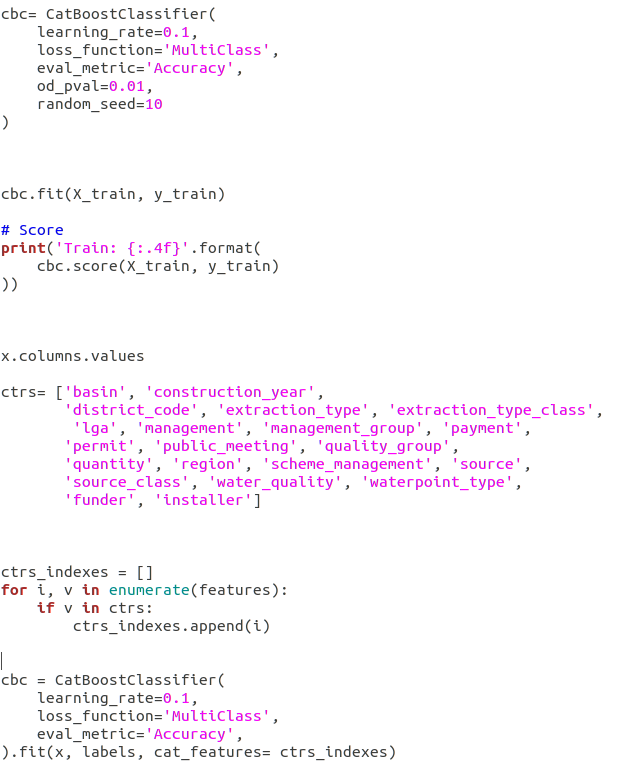 cbc= CatBoostClassifier(
    learning_rate=0.1,
    loss_function='MultiClass',
    eval_metric='Accuracy',
    od_pval=0.01,
    random_seed=10
)
cbc.fit(X_train, y_train)
# Score
print('Train: {:.4f}'.format(
    cbc.score(X_train, y_train)
))
x.columns.values
ctrs= ['basin', 'construction_year',
       'district_code', 'extraction_type', 'extraction_type_class',
        'lga', 'management', 'management_group', 'payment',
       'permit', 'public_meeting', 'quality_group',
       'quantity', 'region', 'scheme_management', 'source',
       'source_class', 'water_quality', 'waterpoint_type',
       'funder', 'installer']
ctrs_indexes = []
for i, v in enumerate(features):
    if v in ctrs:
        ctrs_indexes.append(i)
cbc = CatBoostClassifier(
    learning_rate=0.1,
    loss_function='MultiClass',
    eval_metric='Accuracy',
).fit(x, labels, cat_features= ctrs_indexes)